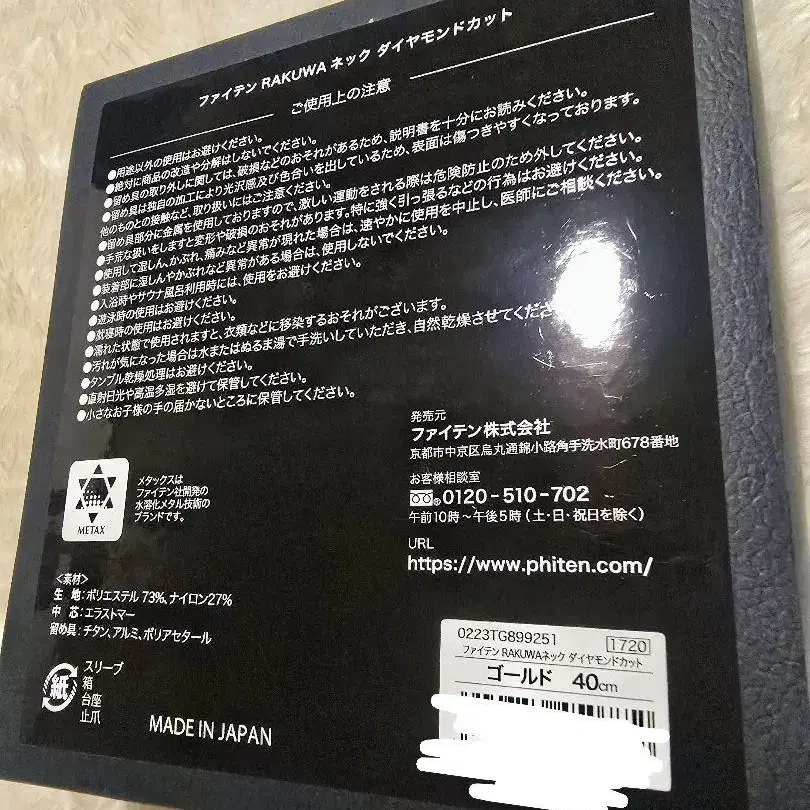 ファイテン RAKUWA ネック ダイヤモンドカット
ご使用上の注意
●用途以外の使用はお避けください。
●絶対に商品の改造や分解はしないでください。
●留め具の取り外しに関しては、破損などのおそれがあるため、説明書を十分にお読みください。
●留め具は独自の加工により光沢部及び色合いを出しているため、表面は傷つきやすくなっております。
他のものとの接触など、取り扱いにはご注意ください。
●留め具部分に金属を使用しておりますので、激しい運動をされる際は危険防止のため外してください。
●手荒な扱いをしますと変形や破損のおそれがあります。特に強く引っ張るなどの行為はお避けください。
●使用して湿しん、かぶれ、痛みなど異常が現れた場合は、速やかに使用を中止し、医師にご相談ください。
●装着部に湿しんやかぶれなど異常がある場合は、使用しないでください。
●入浴時やサウナ風呂利用時には、使用をお避けください。
●遊泳時の使用はお避けください。
●就寝時の使用はお避けください。
●濡れた状態で使用されますと、衣類などに移染するおそれがございます。
●汚れが気になった場合は水またはぬるま湯で手洗いしていただき、自然乾燥させてくださ
●タンブル乾燥処理はお避けください。
●直射日光や高温多湿を避けて保管してください。
●小さなお子様の手の届かないところに保管してください。
METAX
メタックスは
ファイテン社開発の
水溶化メタル技術の
ブランドです。
<素材>
生 地:ポリエステル 73%、ナイロン27%
中 芯:エラストマー
留め具:チタン、アルミ、ポリアセタール
紙
スリーブ
箱
台座
止爪
MADE IN JAPAN
発売元
ファイテン株式会社
京都市中京区烏丸通錦小路角手洗水町678番地
お客様相談室
0120-510-702
午前10時～午後5時（土・日・祝日を除く）
URL
https://www.phiten.com/
0223TG899251 1720
ファイテン RAKUWAネック ダイヤモンドカット
ゴールド 40cm